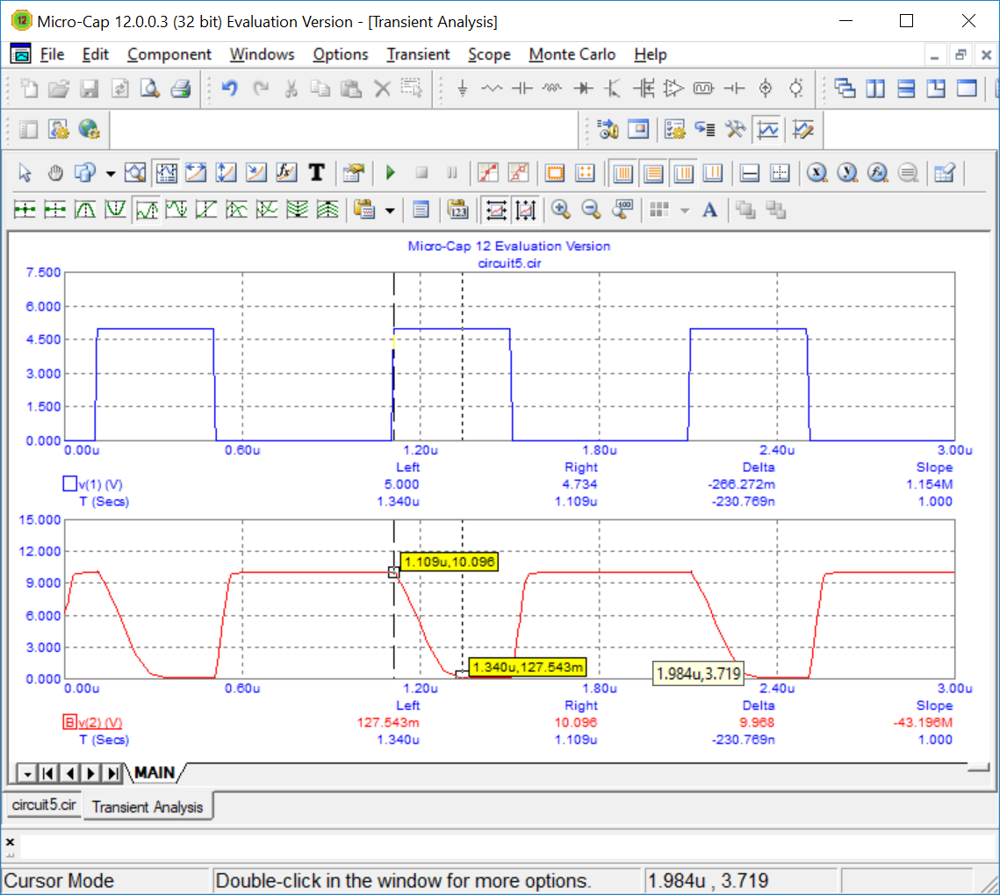 Micro-Cap 12.0.0.3 (32 bit) Evaluation Version - [Transient Analysis]
File Edit Component Windows Options Transient Scope Monte Carlo Help
Micro-Cap 12 Evaluation Version
circuit5.cir
7.500
6.000
4.500
3.000
1.500
0.000
0.00u 0.60u 1.20u 1.80u 2.40u 3.00u
Left Right Delta Slope
v(1) (V) 5.000 4.734 -266.272m 1.154M
T (Secs) 1.340u 1.109u -230.769n 1.000
15.000
12.000
1.109u,10.096
9.000
6.000
3.000
1.340u,127.543m
1.984u,3.719
0.000
0.00u 0.60u 1.20u 1.80u 2.40u 3.00u
Left Right Delta Slope
B v(2) (V) 127.543m 10.096 9.968 -43.196M
T (Secs) 1.340u 1.109u -230.769n 1.000
MAIN
circuit5.cir Transient Analysis
Cursor Mode Double-click in the window for more options. 1.984u , 3.719